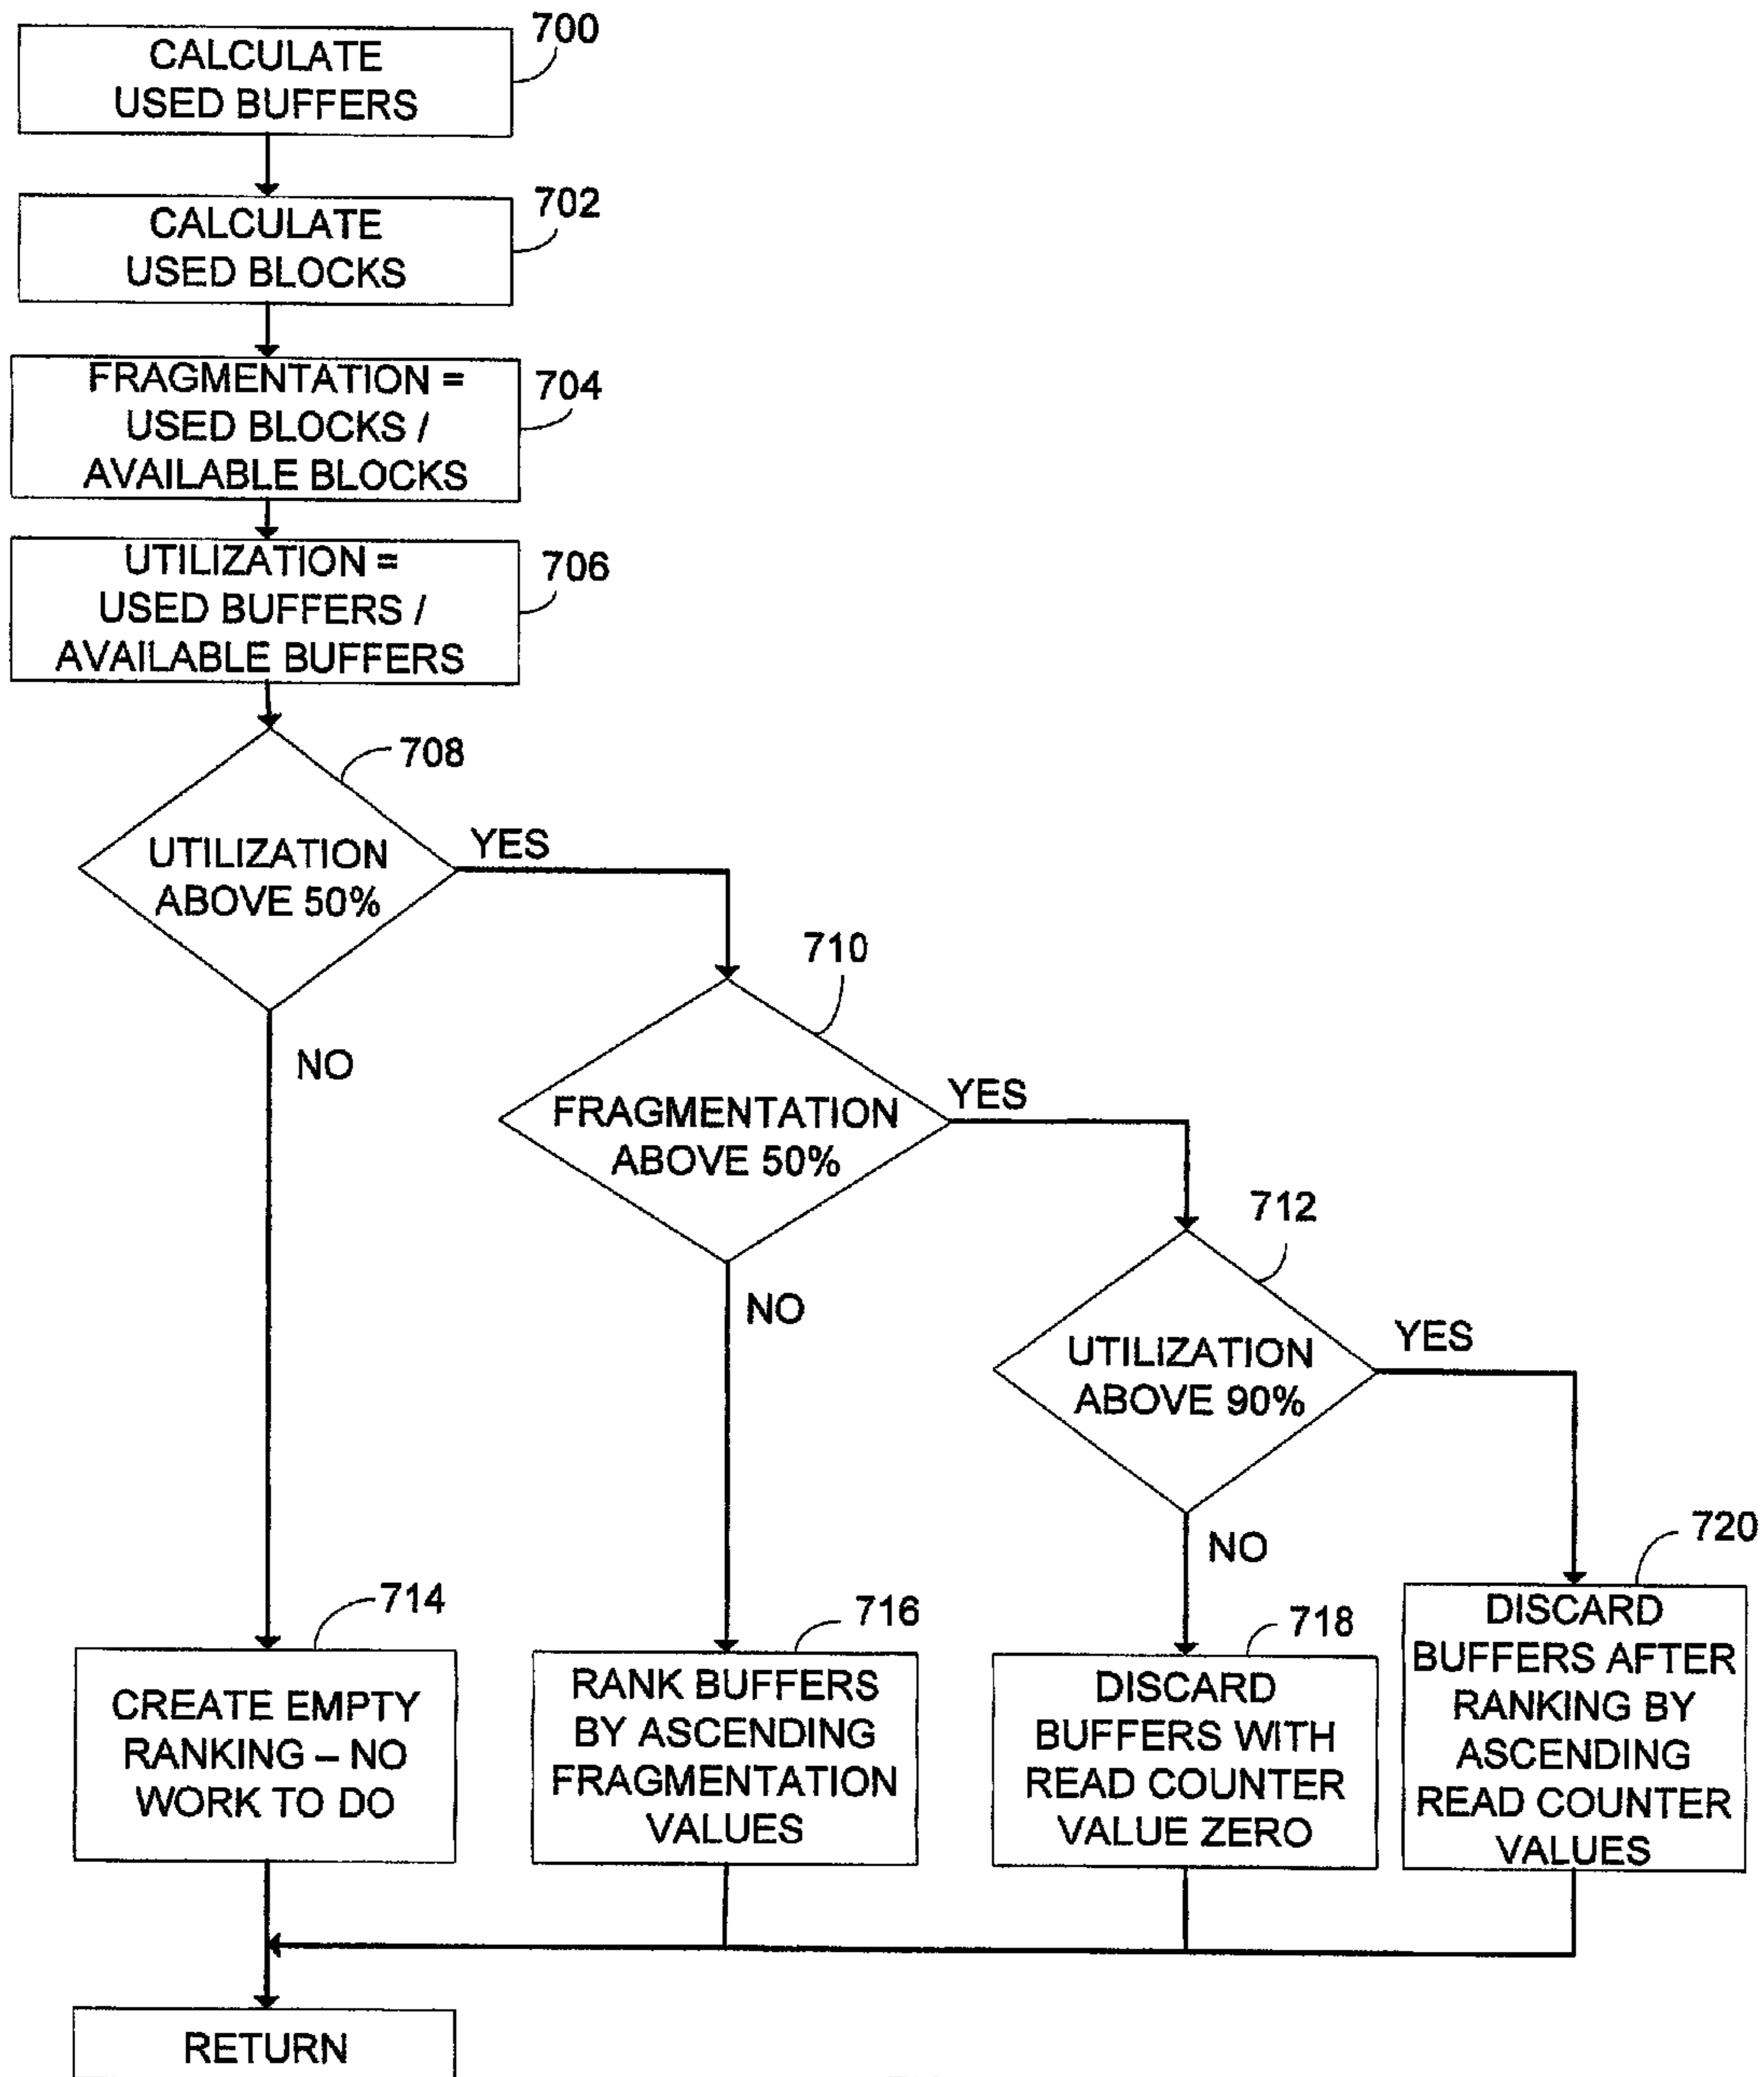 700
CALCULATE
USED BUFFERS
702
CALCULATE
USED BLOCKS
704
FRAGMENTATION =
USED BLOCKS /
AVAILABLE BLOCKS
706
UTILIZATION =
USED BUFFERS /
AVAILABLE BUFFERS
708
UTILIZATION
ABOVE 50%
YES
NO
710
FRAGMENTATION
ABOVE 50%
YES
NO
712
UTILIZATION
ABOVE 90%
YES
NO
714
CREATE EMPTY
RANKING – NO
WORK TO DO
716
RANK BUFFERS
BY ASCENDING
FRAGMENTATION
VALUES
718
DISCARD
BUFFERS WITH
READ COUNTER
VALUE ZERO
720
DISCARD
BUFFERS AFTER
RANKING BY
ASCENDING
READ COUNTER
VALUES
RETURN